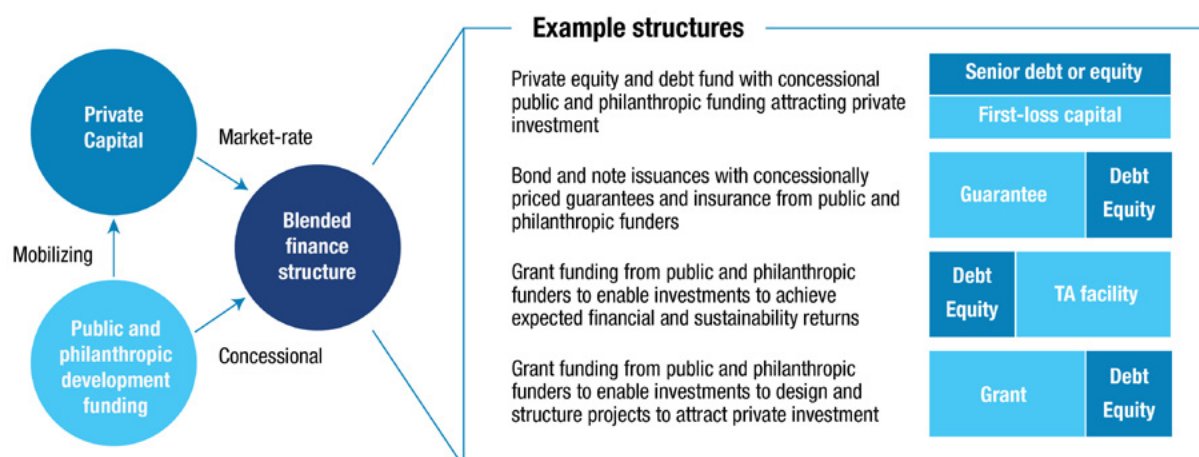 Example structures
Private
Capital
Market-rate
Mobilizing
Blended
finance
structure
Public and
philanthropic
development
funding
Concessional
Private equity and debt fund with concessional
public and philanthropic funding attracting private
investment
Senior debt or equity
First-loss capital
Bond and note issuances with concessionally
priced guarantees and insurance from public and
philanthropic funders
Guarantee
Debt
Equity
Grant funding from public and philanthropic
funders to enable investments to achieve
expected financial and sustainability returns
Debt
Equity
TA facility
Grant funding from public and philanthropic
funders to enable investments to design and
structure projects to attract private investment
Grant
Debt
Equity